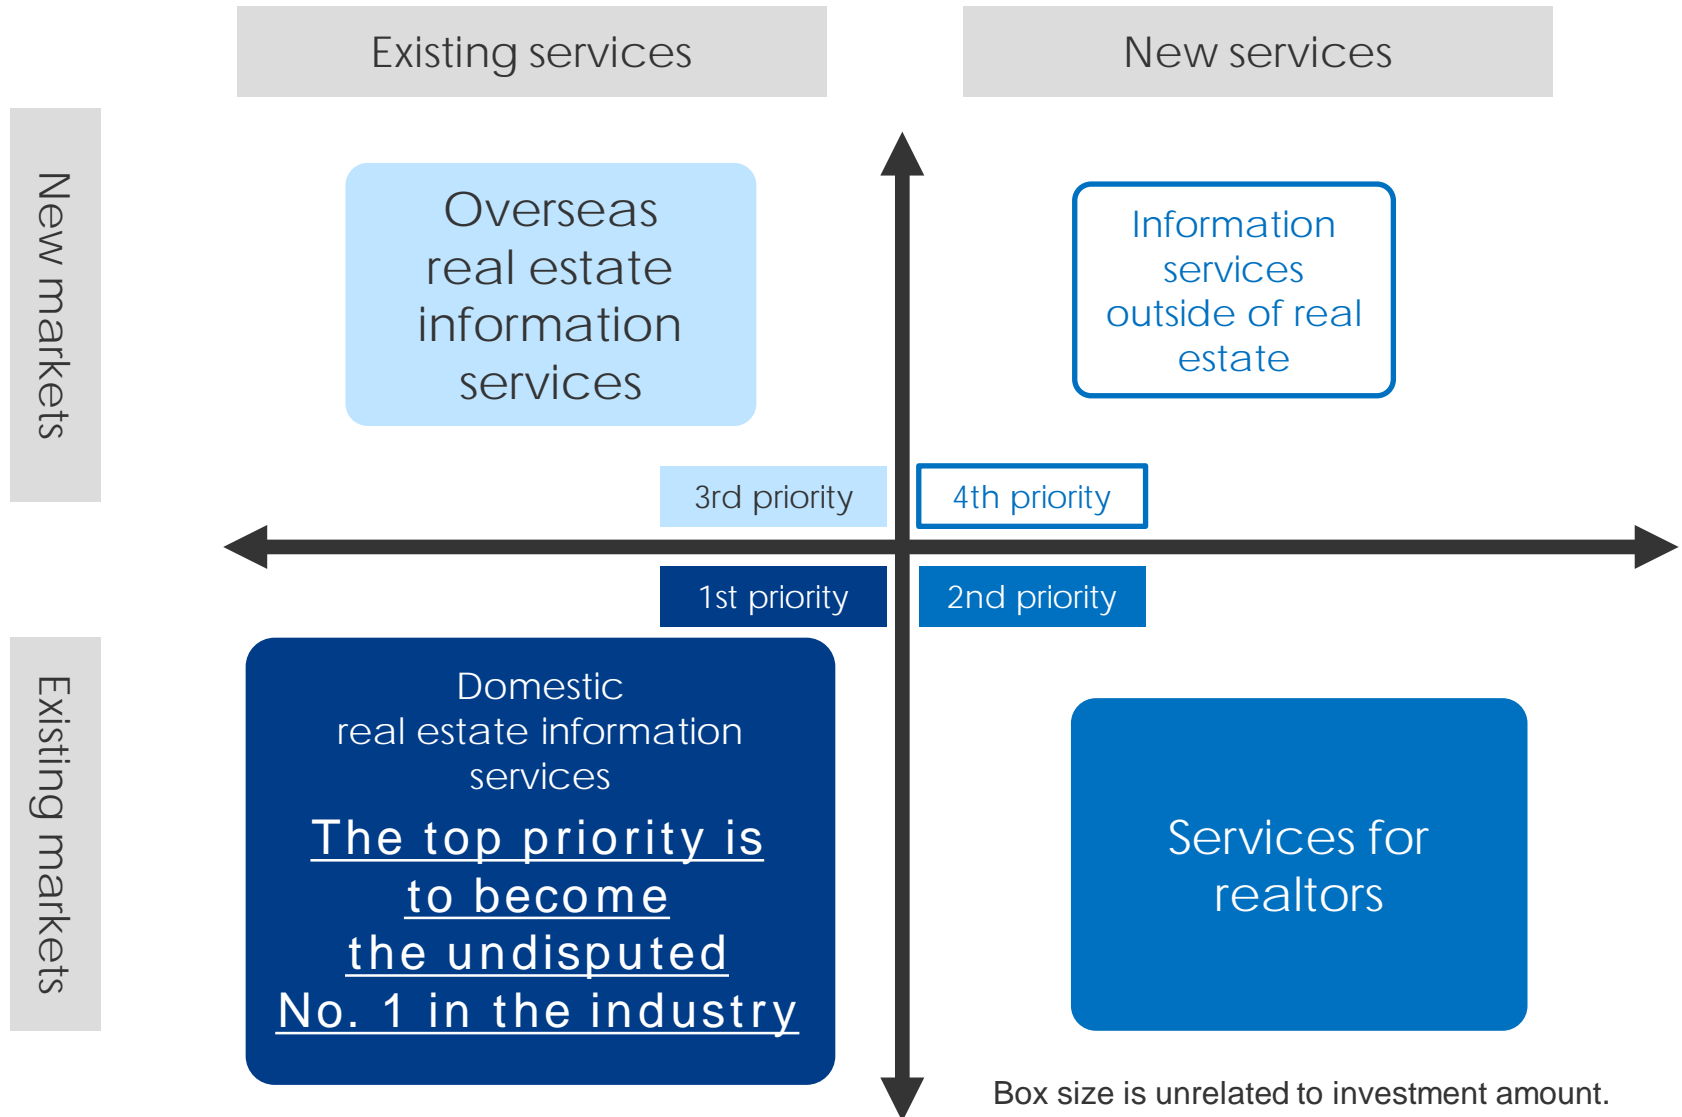 Existing services
New services
New markets
Overseas
real estate
information
services
Information
services
outside of real
estate
3rd priority
4th priority
1st priority
2nd priority
Existing markets
Domestic
real estate information
services
The top priority is
to become
the undisputed
No. 1 in the industry
Services for
realtors
Box size is unrelated to investment amount.